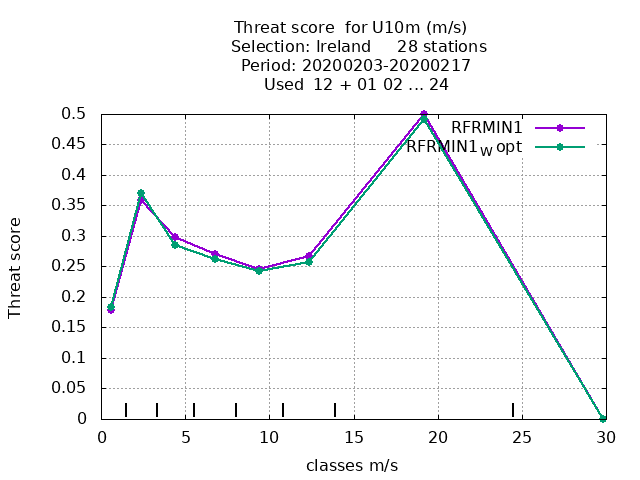 Threat score  for U10m (m/s)
Selection: Ireland     28 stations
Period: 20200203-20200217
Used  12 + 01 02 ... 24
RFRMIN1
RFRMIN1W opt
Threat score
0.5
0.45
0.4
0.35
0.3
0.25
0.2
0.15
0.1
0.05
0
0 5 10 15 20 25 30
classes m/s